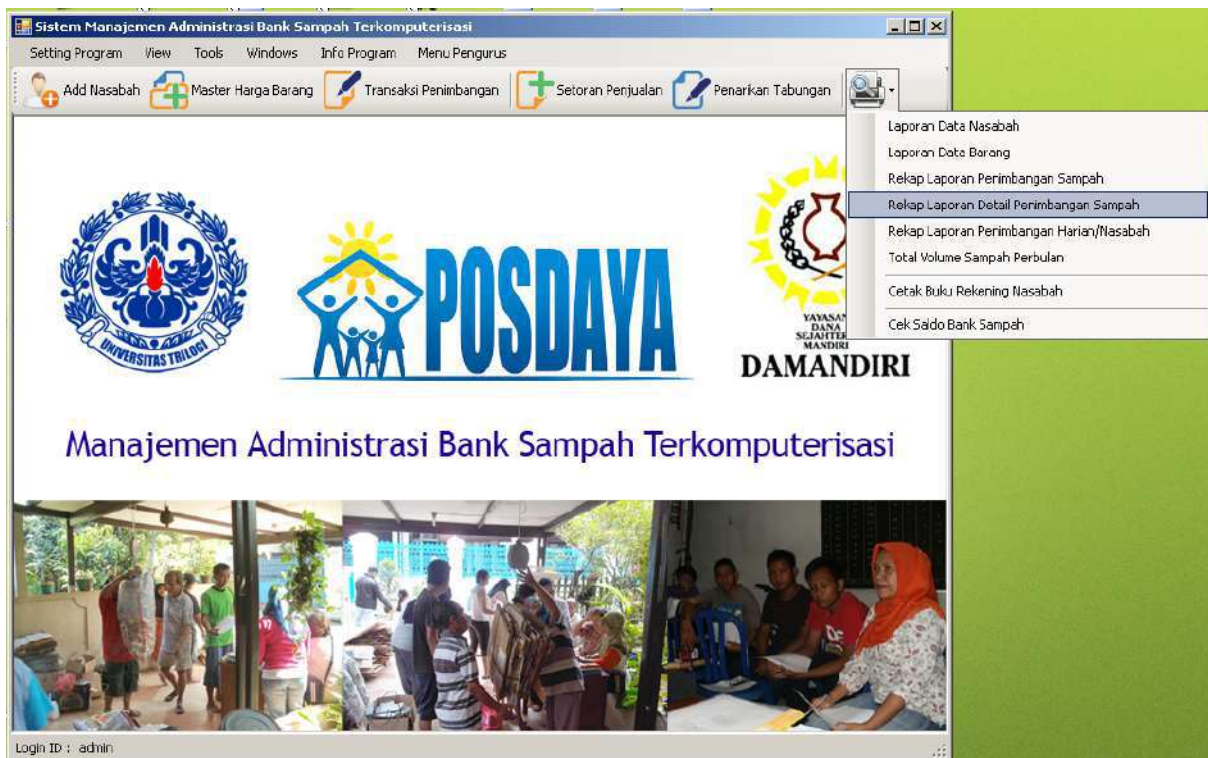 Sistem Manajemen Administrasi Bank Sampah Terkomputerisasi
Setting Program View Tools Windows Info Program Menu Pengurus
Add Nasabah Master Harga Barang Transaksi Penimbangan Setoran Penjualan Penarikan Tabungan
Laporan Data Nasabah
Laporan Data Barang
Rekap Laporan Penimbangan Sampah
Rekap Laporan Detail Penimbangan Sampah
Rekap Laporan Penimbangan Harian/Nasabah
Total Volume Sampah Perbulan
Cetak Buku Rekening Nasabah
Cek Saldo Bank Sampah
UNIVERSITAS TRILOGI
POSDAYA
YAYASAN
DANA
SEJAHTERA
MANDIRI
DAMANDIRI
Manajemen Administrasi Bank Sampah Terkomputerisasi
Login ID : admin